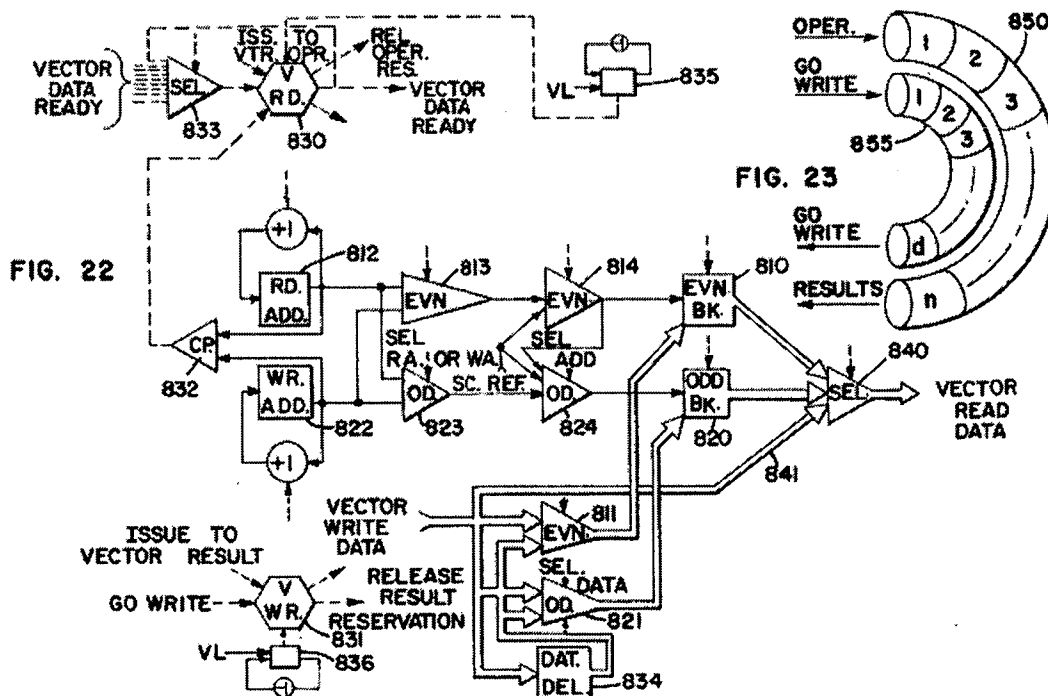 VECTOR
DATA
READY
SEL.
833
ISS. TO
VTR. OPR.
V
RD.
830
REL.
OPER.
RES.
VECTOR
DATA
READY
VL
-1
835
OPER.
GO
WRITE
1
2
3
850
1
2
3
855
FIG. 23
GO
WRITE
d
RESULTS
n
FIG. 22
+1
812
RD.
ADD.
CP.
832
WR.
ADD.
822
+1
813
EVN
814
EVN
810
EVN
BK.
SEL
R.A. OR WA.
SC. REF.
SEL
ADD
OD.
823
OD.
824
ODD
BK.
820
840
SEL.
VECTOR
READ
DATA
841
ISSUE TO
VECTOR RESULT
GO WRITE
V
WR.
831
VECTOR
WRITE
DATA
RELEASE
RESULT
RESERVATION
VL
836
-1
811
EVN.
SEL.
DATA
OD.
821
DAT.
DEL.
834